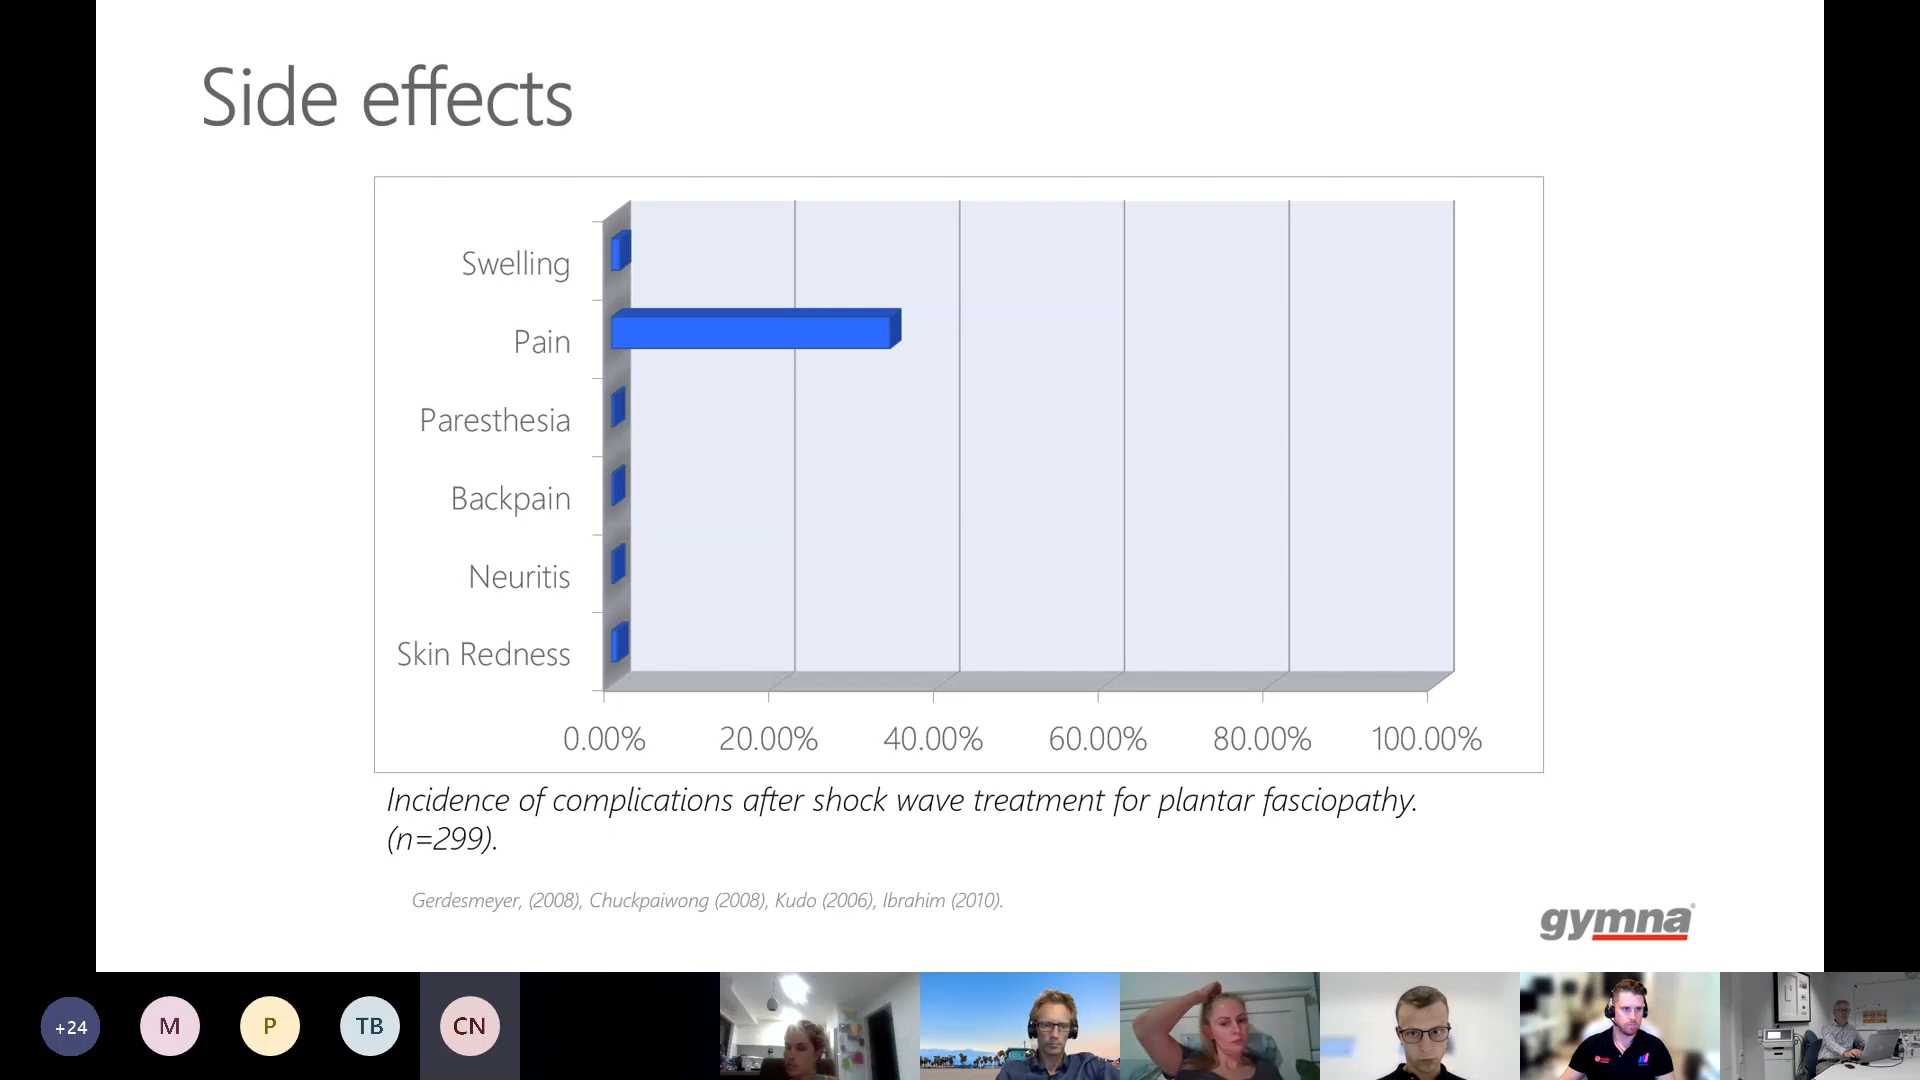 Side effects
Swelling
Pain
Paresthesia
Backpain
Neuritis
Skin Redness
0.00% 20.00% 40.00% 60.00% 80.00% 100.00%
Incidence of complications after shock wave treatment for plantar fasciopathy.
(n=299).
Gerdesmeyer, (2008), Chuckpaiwong (2008), Kudo (2006), Ibrahim (2010).
gymna®
+24 M P TB CN